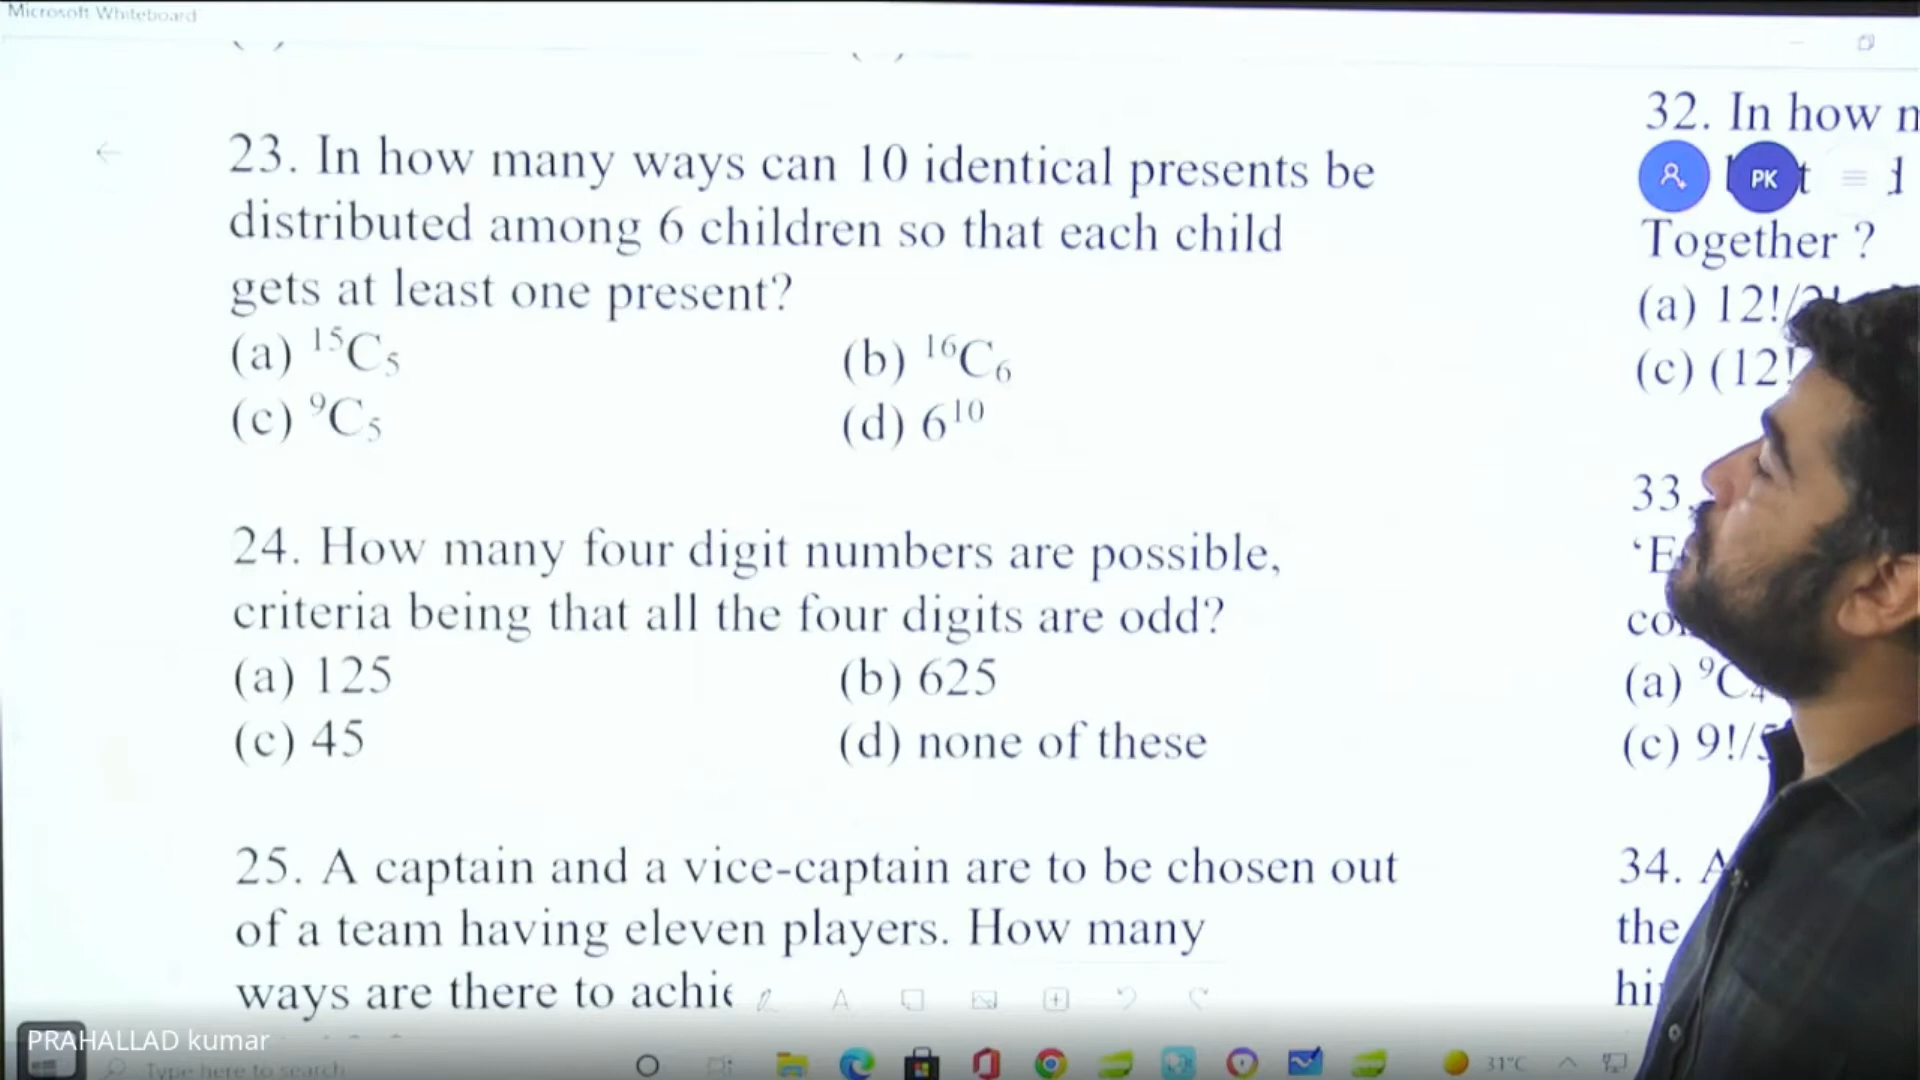 Microsoft Whiteboard
23. In how many ways can 10 identical presents be
distributed among 6 children so that each child
gets at least one present?
(a) ¹⁵C₅ (b) ¹⁶C₆
(c) ⁹C₅ (d) 6¹⁰
24. How many four digit numbers are possible,
criteria being that all the four digits are odd?
(a) 125 (b) 625
(c) 45 (d) none of these
25. A captain and a vice-captain are to be chosen out
of a team having eleven players. How many
ways are there to
32. In how
PK
Together ?
(a) 12!/
(c) (12!
33.
(a) ⁹C₄
(c) 9!/
34. A
the
PRAHALLAD kumar
Type here to search
31°C